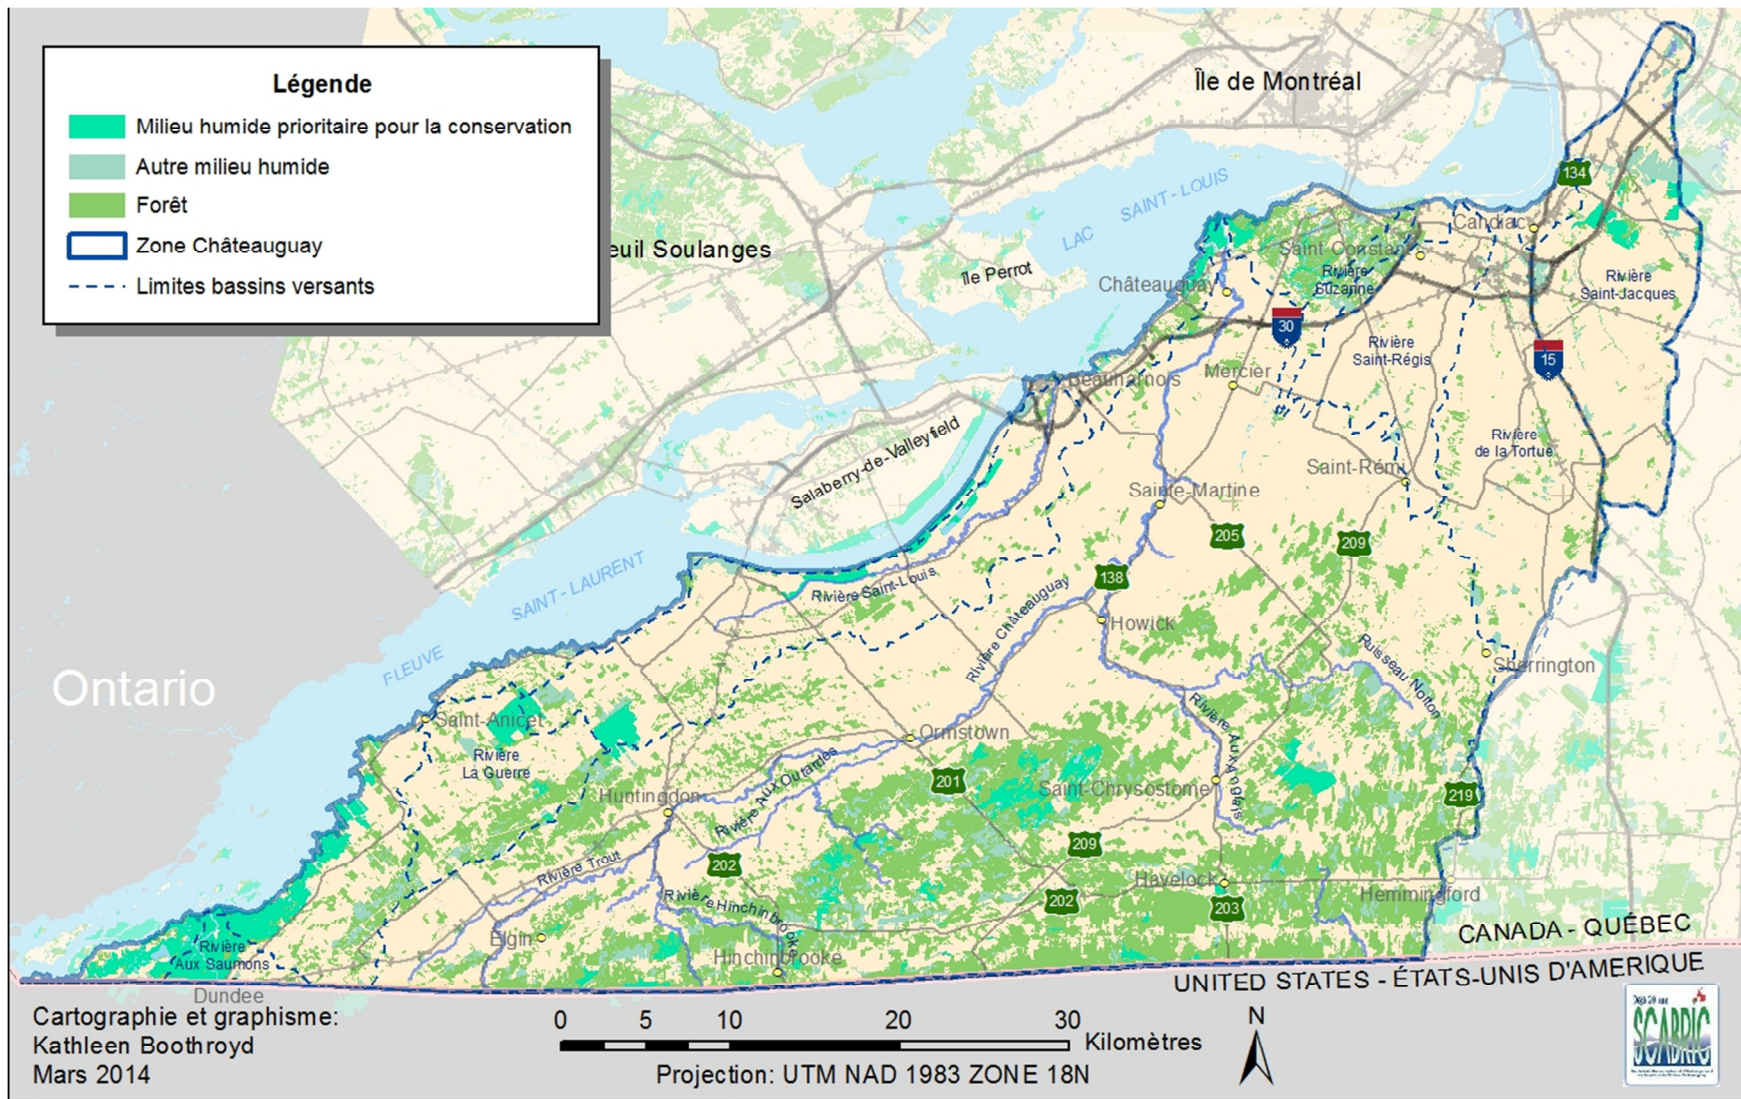 Légende
Milieu humide prioritaire pour la conservation
Autre milieu humide
Forêt
Zone Châteauguay
Limites bassins versants
Île de Montréal
134
LAC SAINT-LOUIS
Candiac
euil Soulanges
Saint-Constant
Île Perrot
Rivière
Suzanne
Rivière
Saint-Jacques
Châteauguay
30
Rivière
Saint-Régis
15
Beauharnois
Mercier
Salaberry-de-Valleyfield
Rivière
de la Tortue
Saint-Rémi
Sainte-Martine
205
209
FLEUVE SAINT-LAURENT
Rivière Saint-Louis
138
Rivière Châteauguay
Howick
Ruisseau Norton
Sherrington
Ontario
Saint-Anicet
Rivière
La Guerre
Ormstown
Rivière Aux Anglais
201
Saint-Chrysostome
219
Huntingdon
Rivière Aux Outardes
209
202
Rivière Trout
Havelock
Hemmingford
202
203
Rivière Hinchinbrooke
Elgin
Rivière
Aux Saumons
Hinchinbrooke
CANADA - QUÉBEC
UNITED STATES - ÉTATS-UNIS D'AMERIQUE
Dundee
Cartographie et graphisme:
Kathleen Boothroyd
Mars 2014
0 5 10 20 30
Kilomètres
Projection: UTM NAD 1983 ZONE 18N
N
Déjà 20 ans
SCABRIC